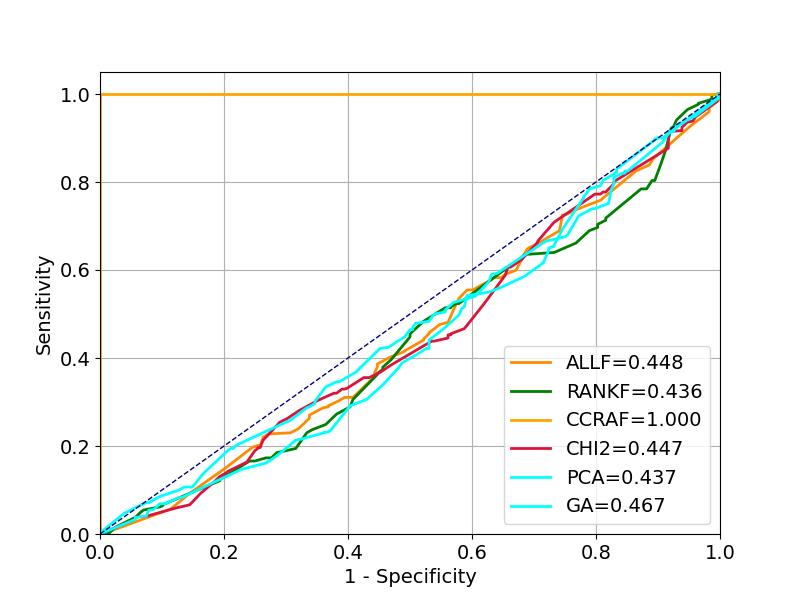 1.0
0.8
0.6
0.4
0.2
0.0
Sensitivity
ALLF=0.448
RANKF=0.436
CCRAF=1.000
CHI2=0.447
PCA=0.437
GA=0.467
0.0 0.2 0.4 0.6 0.8 1.0
1 - Specificity